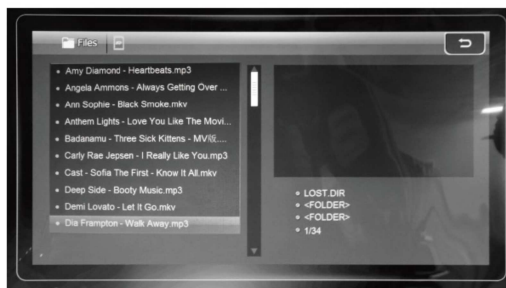 Files
Amy Diamond - Heartbeats.mp3
Angela Ammons - Always Getting Over ...
Ann Sophie - Black Smoke.mkv
Anthem Lights - Love You Like The Movi...
Badanamu - Three Sick Kittens - MV版....
Carly Rae Jepsen - I Really Like You.mp3
Cast - Sofia The First - Know It All.mkv
Deep Side - Booty Music.mp3
Demi Lovato - Let It Go.mkv
Dia Frampton - Walk Away.mp3
LOST.DIR
<FOLDER>
<FOLDER>
1/34